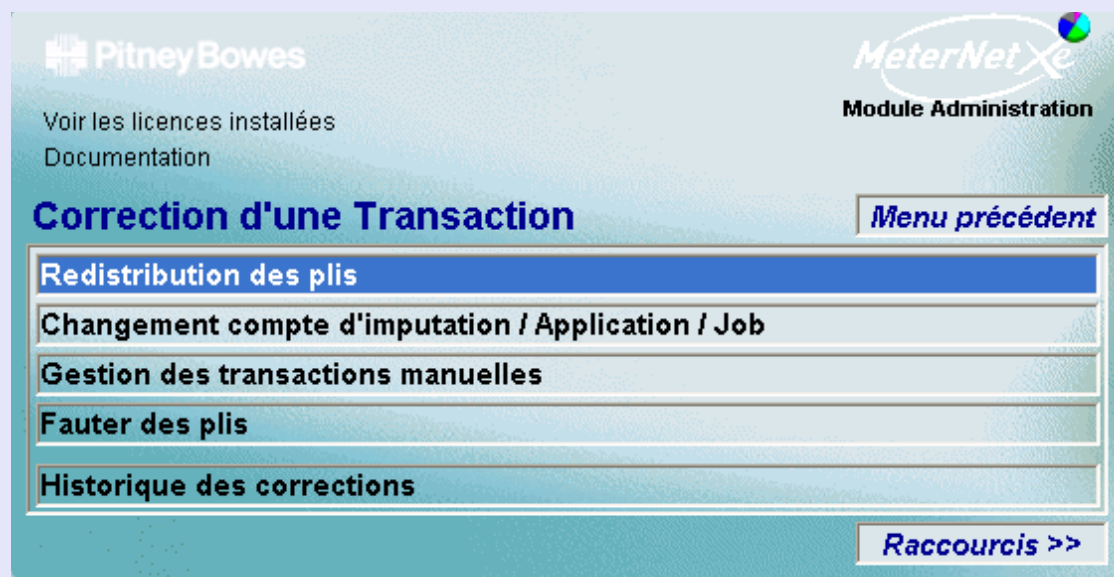 Pitney Bowes
MeterNet Xe
Module Administration
Voir les licences installées
Documentation
Correction d'une Transaction
Menu précédent
Redistribution des plis
Changement compte d'imputation / Application / Job
Gestion des transactions manuelles
Fauter des plis
Historique des corrections
Raccourcis >>